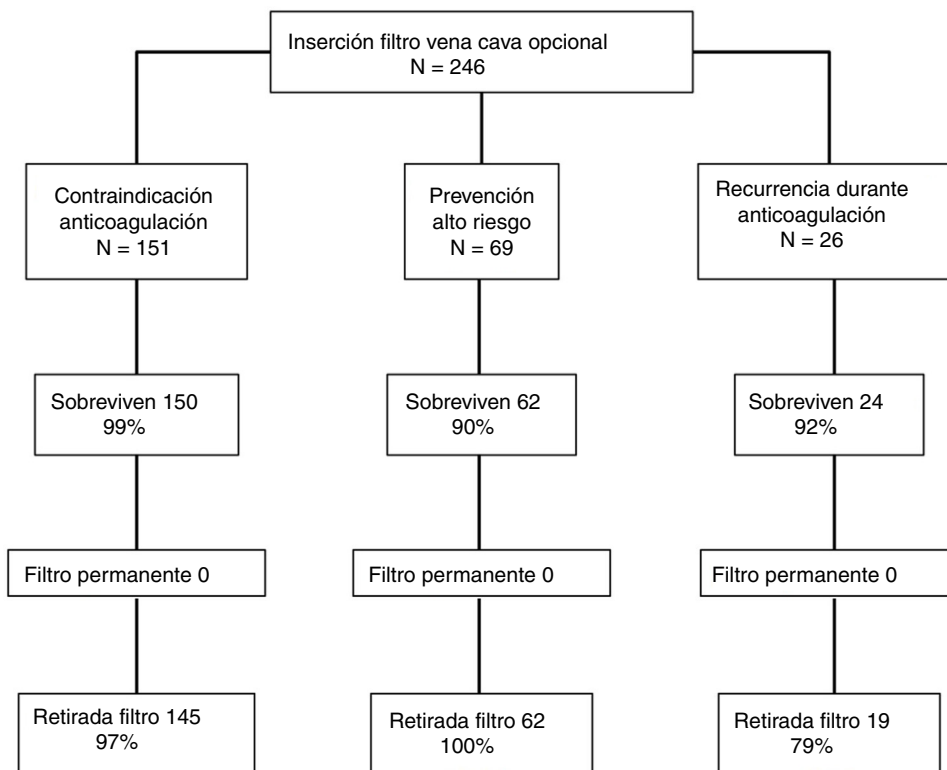 Inserción filtro vena cava opcional
N = 246
Contraindicación
anticoagulación
N = 151
Prevención
alto riesgo
N = 69
Recurrencia durante
anticoagulación
N = 26
Sobreviven 150
99%
Sobreviven 62
90%
Sobreviven 24
92%
Filtro permanente 0
Filtro permanente 0
Filtro permanente 0
Retirada filtro 145
97%
Retirada filtro 62
100%
Retirada filtro 19
79%